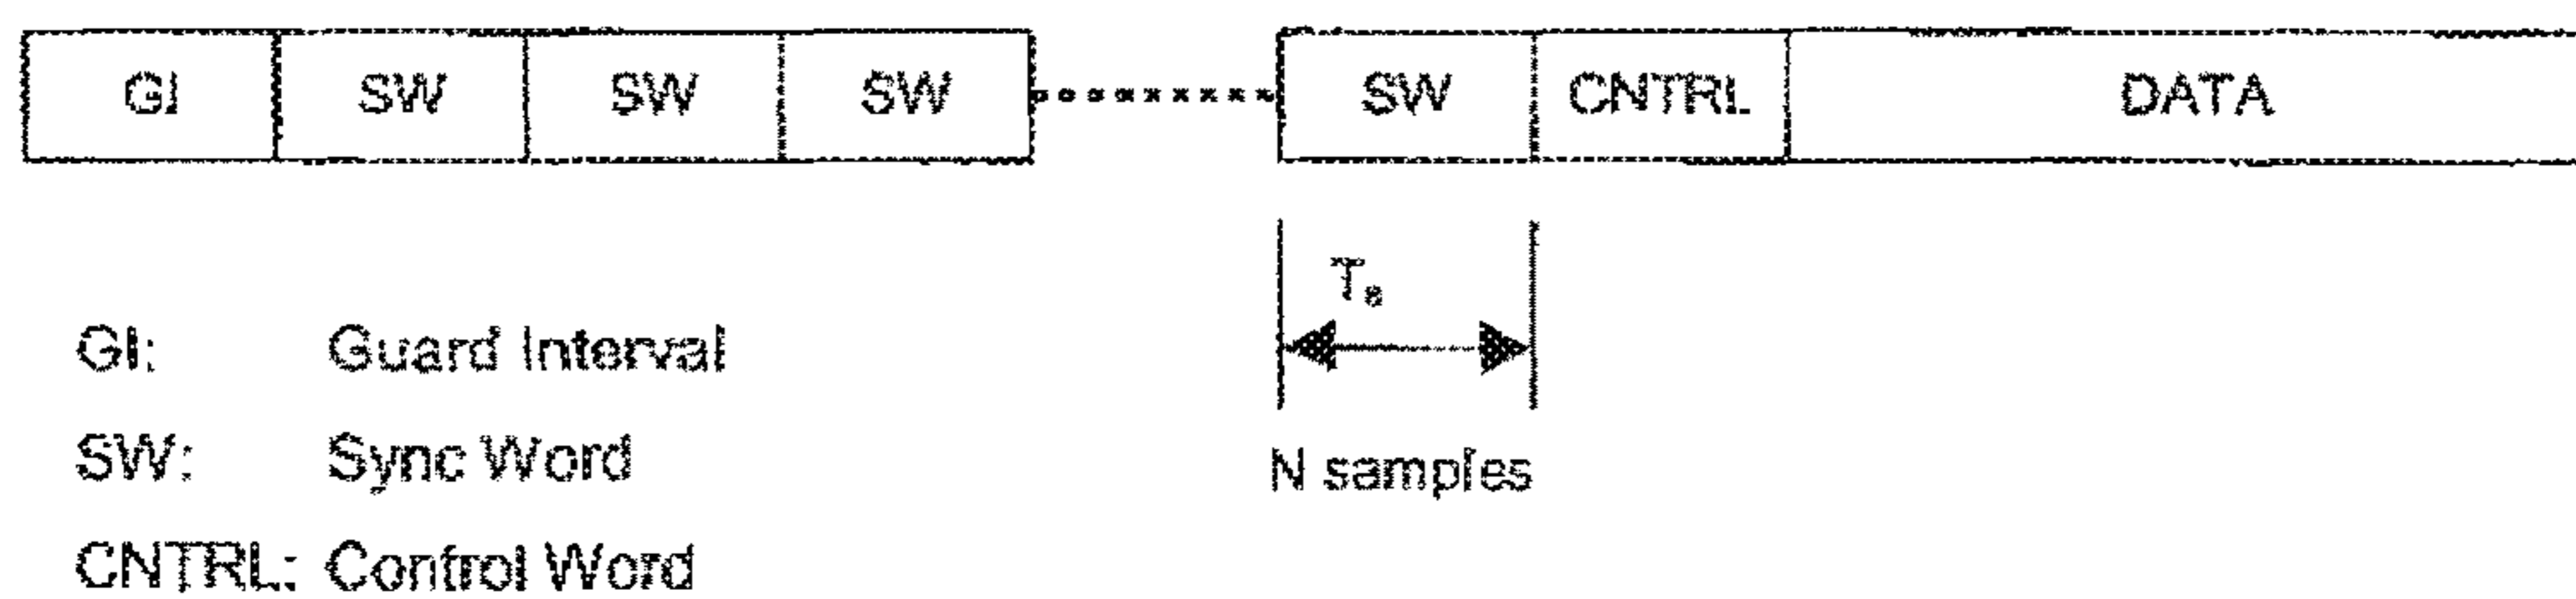 GI SW SW SW SW CNTRL DATA
Ts
GI: Guard Interval
SW: Sync Word
N samples
CNTRL: Control Word